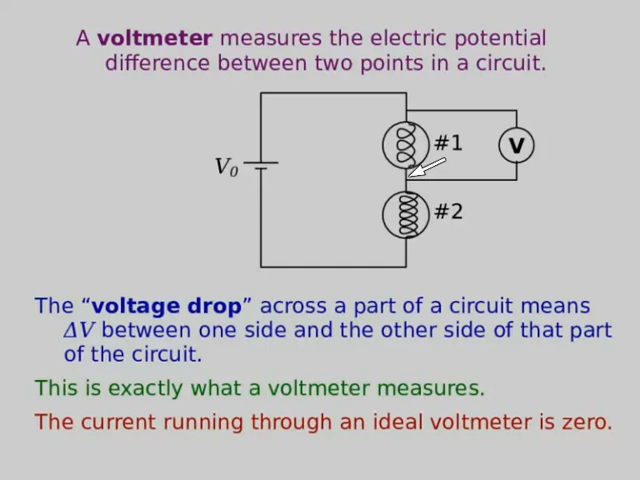 A voltmeter measures the electric potential
difference between two points in a circuit.
#1
V
V₀
#2
The “voltage drop” across a part of a circuit means
ΔV between one side and the other side of that part
of the circuit.
This is exactly what a voltmeter measures.
The current running through an ideal voltmeter is zero.